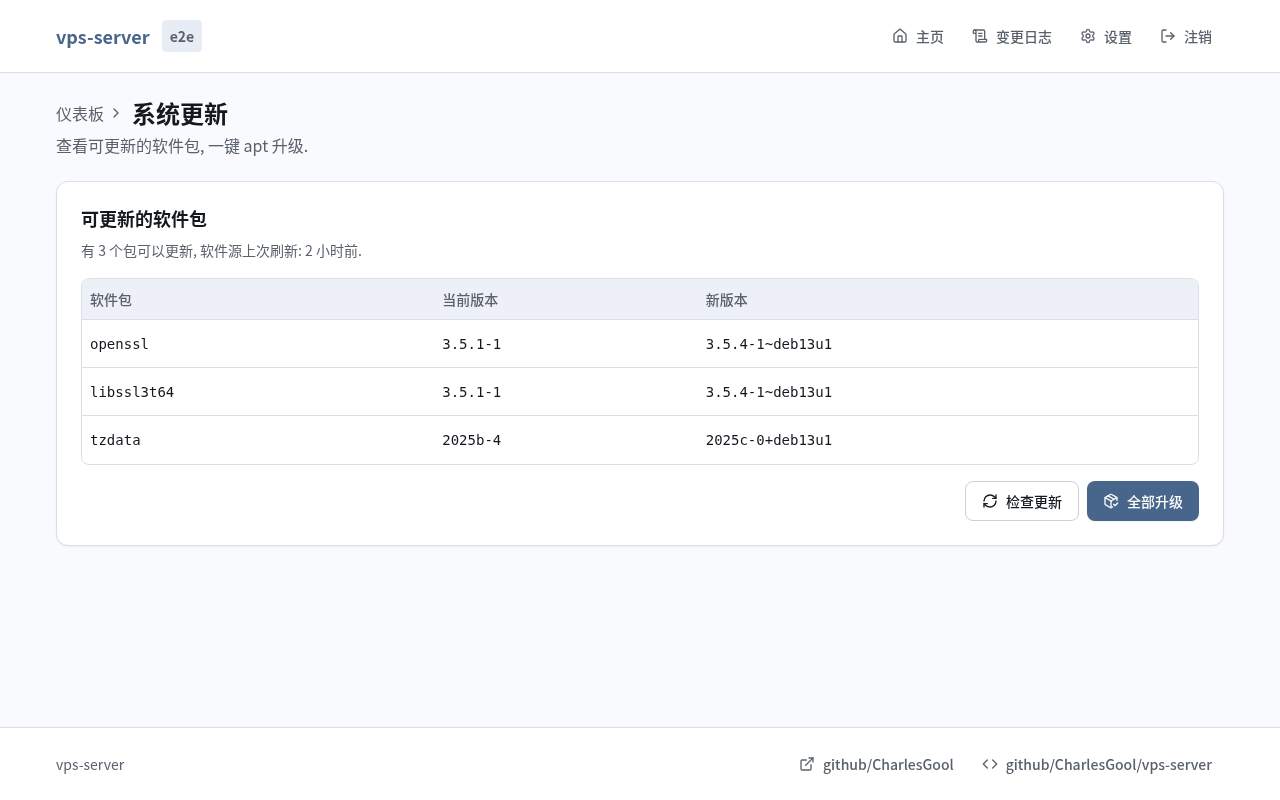 vps-server e2e 主页 变更日志 设置 注销
仪表板 系统更新
查看可更新的软件包, 一键 apt 升级.
可更新的软件包
有 3 个包可以更新, 软件源上次刷新: 2 小时前.
软件包 当前版本 新版本
openssl 3.5.1-1 3.5.4-1~deb13u1
libssl3t64 3.5.1-1 3.5.4-1~deb13u1
tzdata 2025b-4 2025c-0+deb13u1
检查更新 全部升级
vps-server github/CharlesGool github/CharlesGool/vps-server